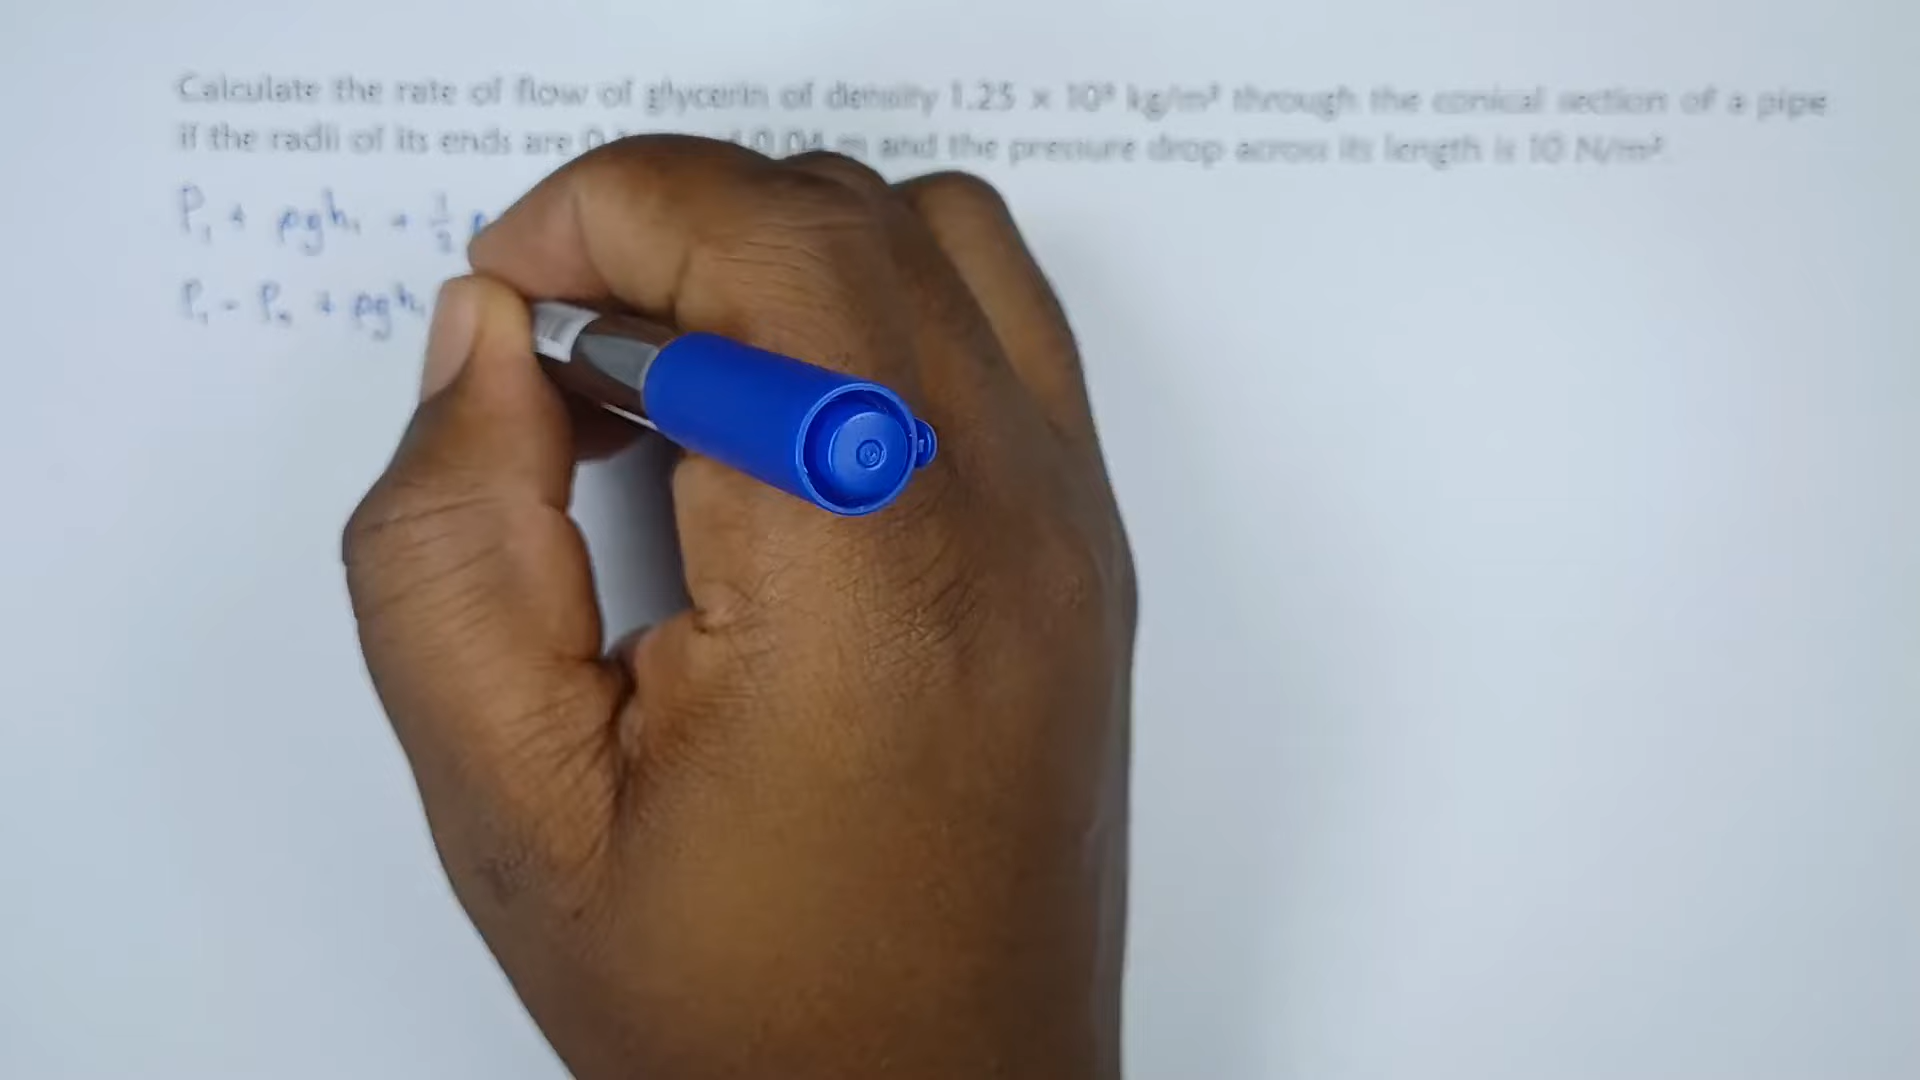 Calculate the rate of flow of glycerin of density 1.25 × 10³ kg/m³ through the conical section of a pipe
if the radii of its ends are 0.04 m and the pressure drop across its length is 10 N/m²
P₁ + ρgh₁ + 1/2
P₁ - P₂ + ρgh₁